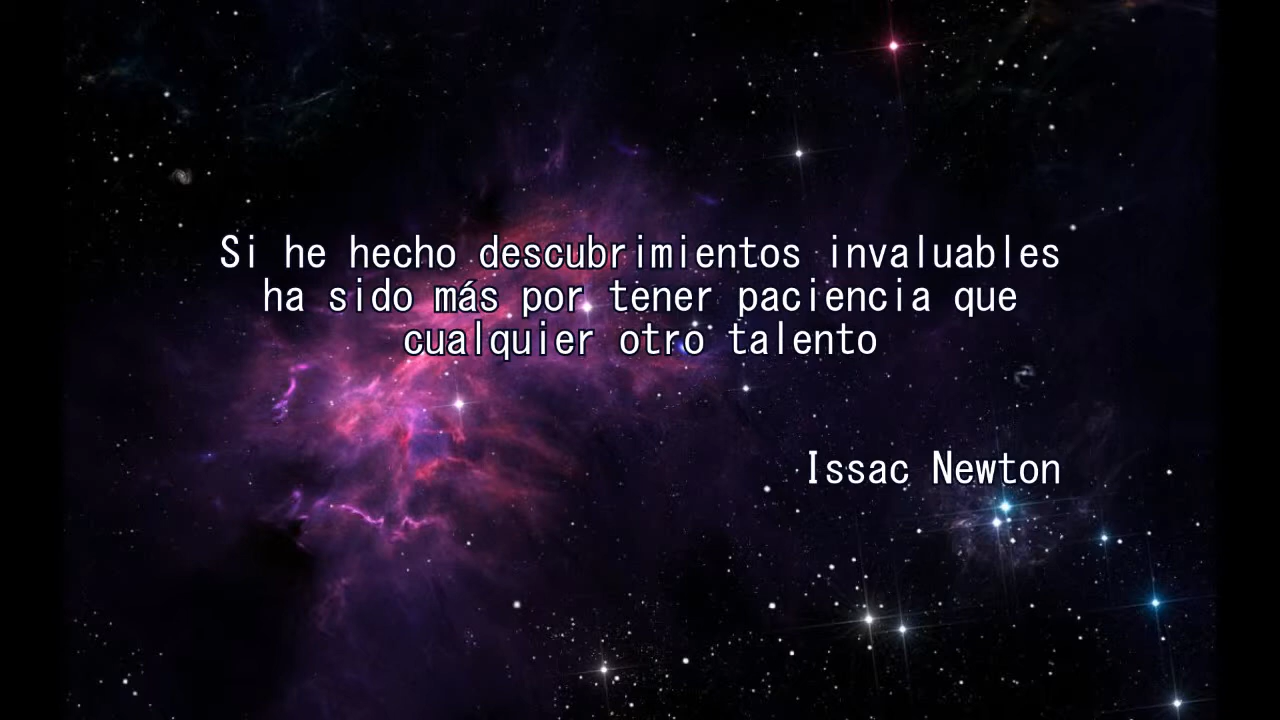 Si he hecho descubrimientos invaluables
ha sido más por tener paciencia que
cualquier otro talento
Issac Newton